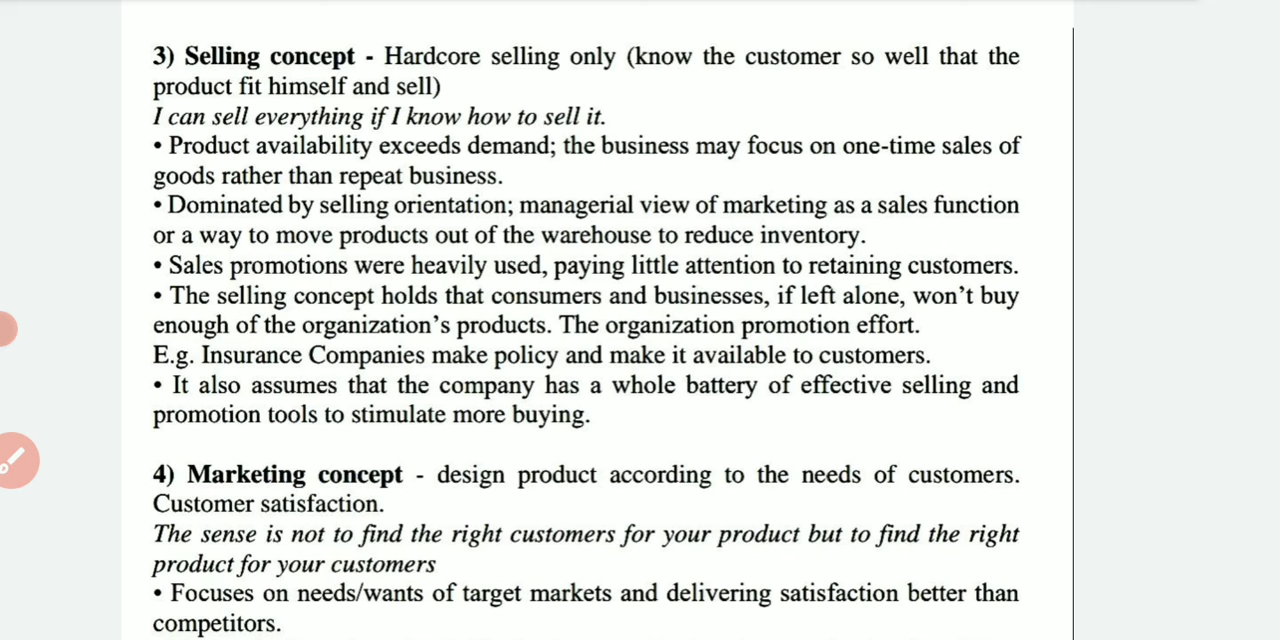 3) Selling concept - Hardcore selling only (know the customer so well that the
product fit himself and sell)
I can sell everything if I know how to sell it.
• Product availability exceeds demand; the business may focus on one-time sales of
goods rather than repeat business.
• Dominated by selling orientation; managerial view of marketing as a sales function
or a way to move products out of the warehouse to reduce inventory.
• Sales promotions were heavily used, paying little attention to retaining customers.
• The selling concept holds that consumers and businesses, if left alone, won’t buy
enough of the organization’s products. The organization promotion effort.
E.g. Insurance Companies make policy and make it available to customers.
• It also assumes that the company has a whole battery of effective selling and
promotion tools to stimulate more buying.
4) Marketing concept - design product according to the needs of customers.
Customer satisfaction.
The sense is not to find the right customers for your product but to find the right
product for your customers
• Focuses on needs/wants of target markets and delivering satisfaction better than
competitors.